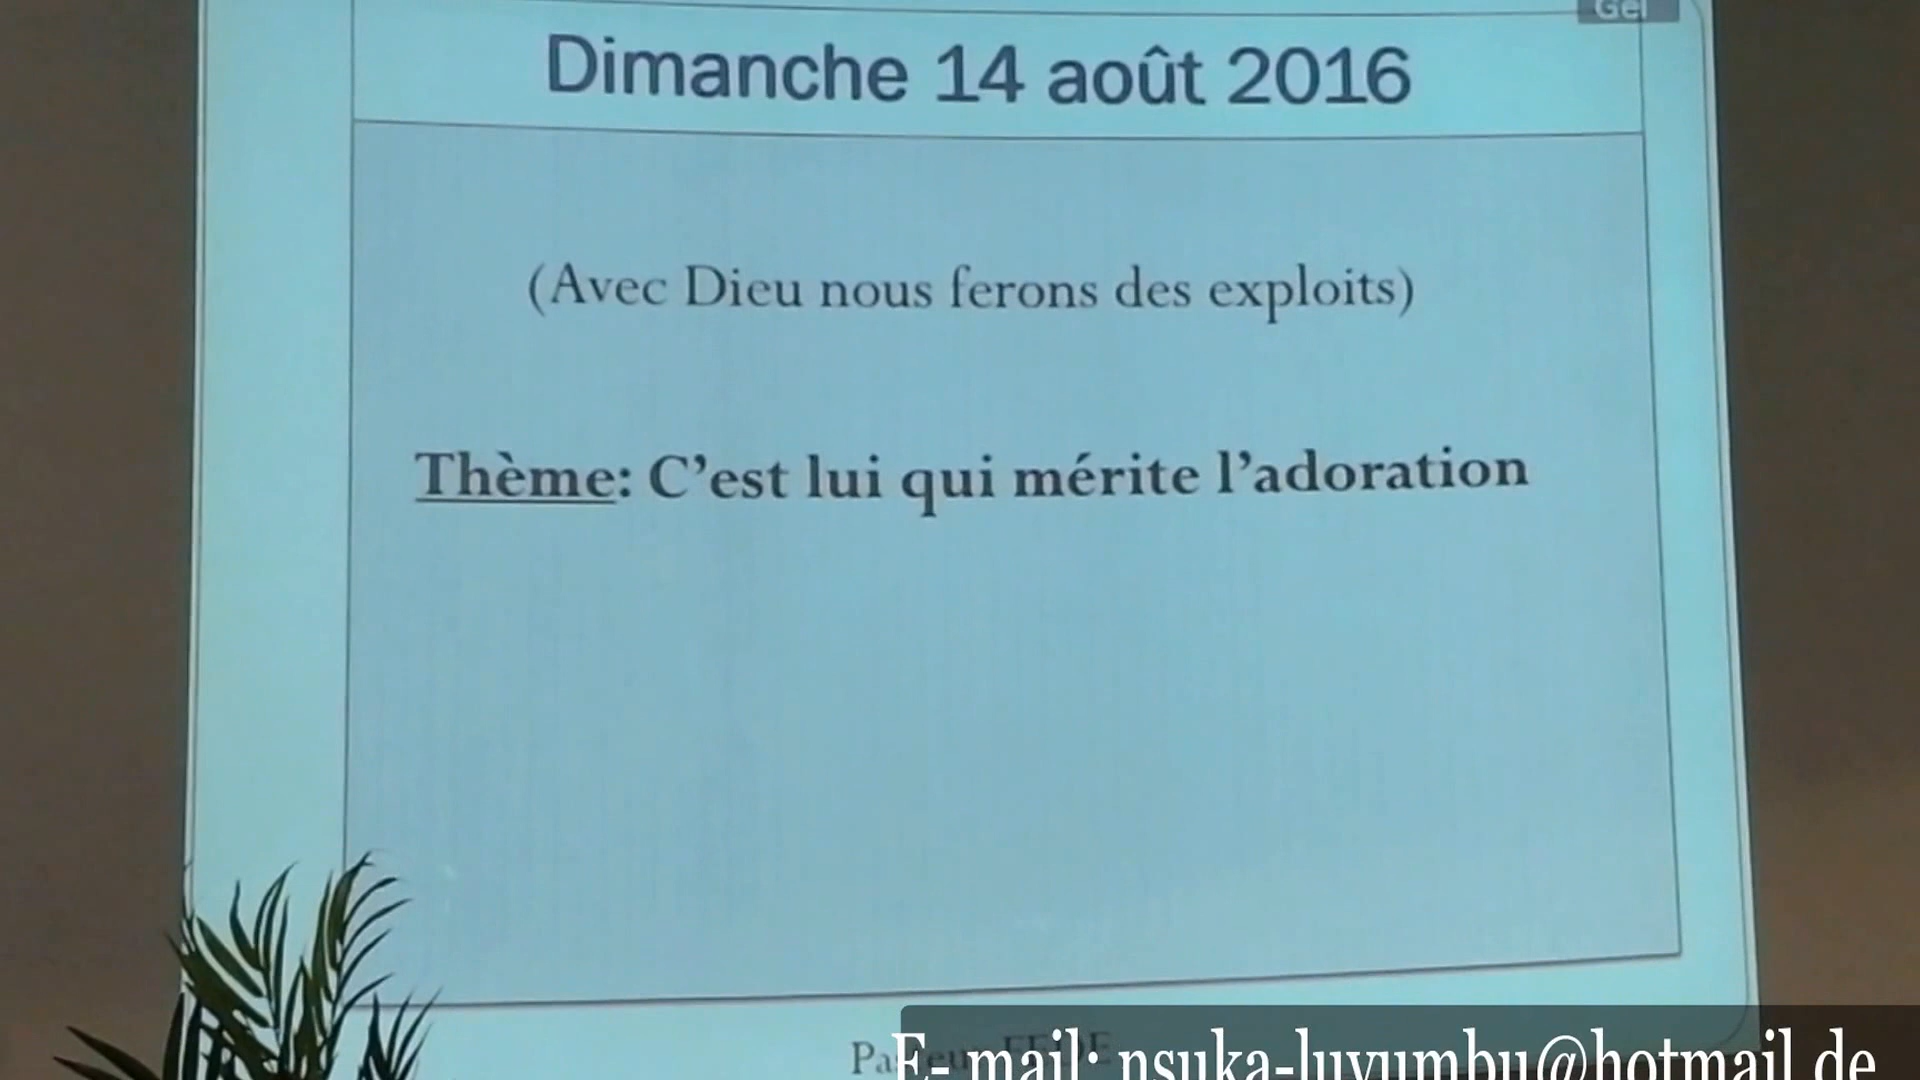 Gel
Dimanche 14 août 2016
(Avec Dieu nous ferons des exploits)
Thème: C'est lui qui mérite l'adoration
E- mail: nsuka-luyumbu@hotmail.de